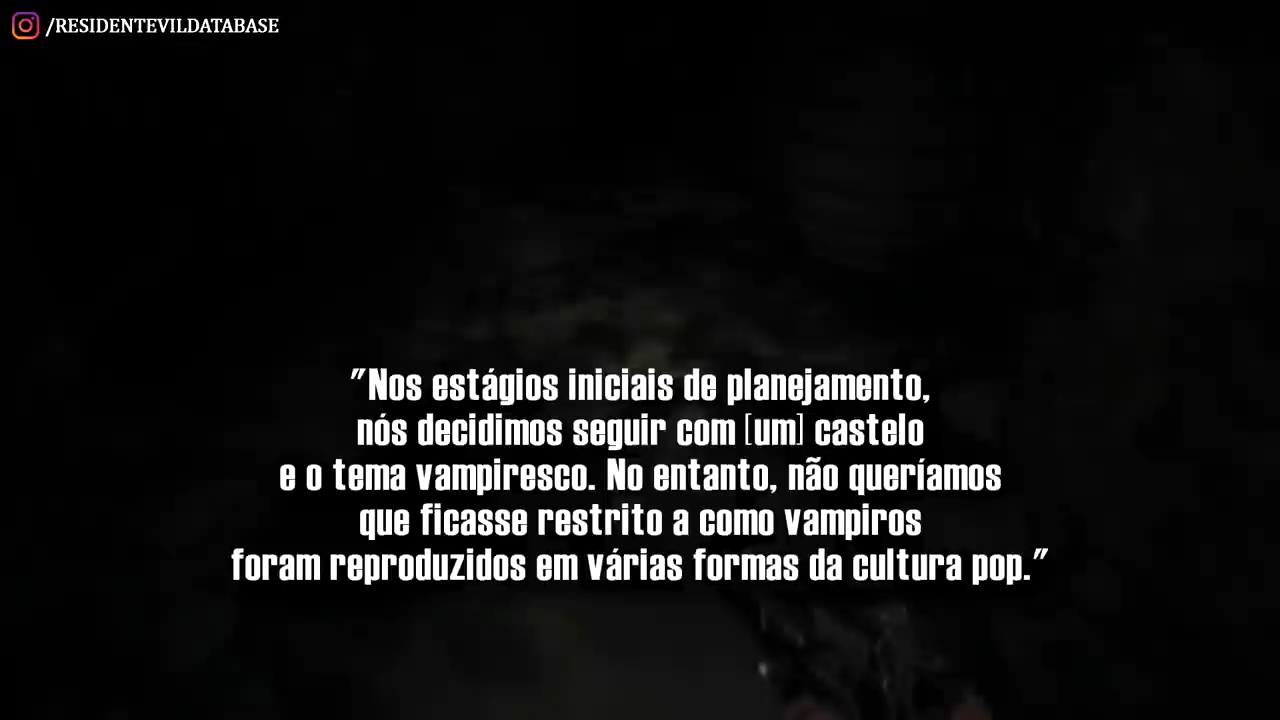 /RESIDENTEVILDATABASE
"Nos estágios iniciais de planejamento,
nós decidimos seguir com [um] castelo
e o tema vampiresco. No entanto, não queríamos
que ficasse restrito a como vampiros
foram reproduzidos em várias formas da cultura pop."